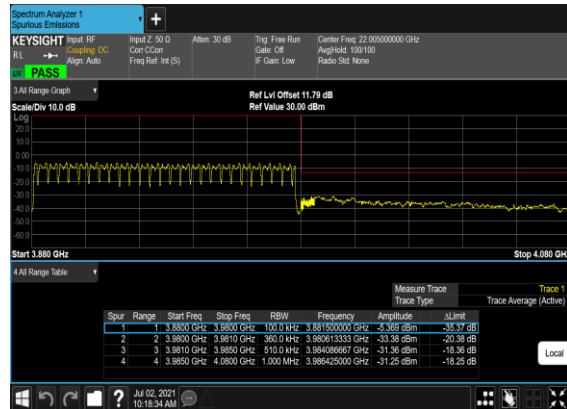 Spectrum Analyzer 1
Spurious Emissions
KEYSIGHT Input: RF Input Z: 50 Ω Atten: 30 dB Trig: Free Run Center Freq: 22.005000000 GHz
RL Coupling: DC Corr CCorr Gate: Off Avg|Hold: 100/100
Align: Auto Freq Ref: Int (S) IF Gain: Low Radio Std: None
PASS
3 All Range Graph
Ref Lvl Offset 11.79 dB
Scale/Div 10.0 dB Ref Value 30.00 dBm
Log
20.0
10.0
0.00
-10.0
-20.0
-30.0
-40.0
-50.0
-60.0
Start 3.880 GHz Stop 4.080 GHz
4 All Range Table
Measure Trace Trace 1
Trace Type Trace Average (Active)
Spur Range Start Freq Stop Freq RBW Frequency Amplitude ΔLimit
1 1 3.8800 GHz 3.9800 GHz 100.0 kHz 3.881500000 GHz -5.369 dBm -35.37 dB
2 2 3.9800 GHz 3.9810 GHz 360.0 kHz 3.980613333 GHz -33.38 dBm -20.38 dB
3 3 3.9810 GHz 3.9850 GHz 510.0 kHz 3.984086667 GHz -31.36 dBm -18.36 dB
4 4 3.9850 GHz 4.0800 GHz 1.000 MHz 3.986425000 GHz -31.25 dBm -18.25 dB
Local
Jul 02, 2021
10:18:34 AM